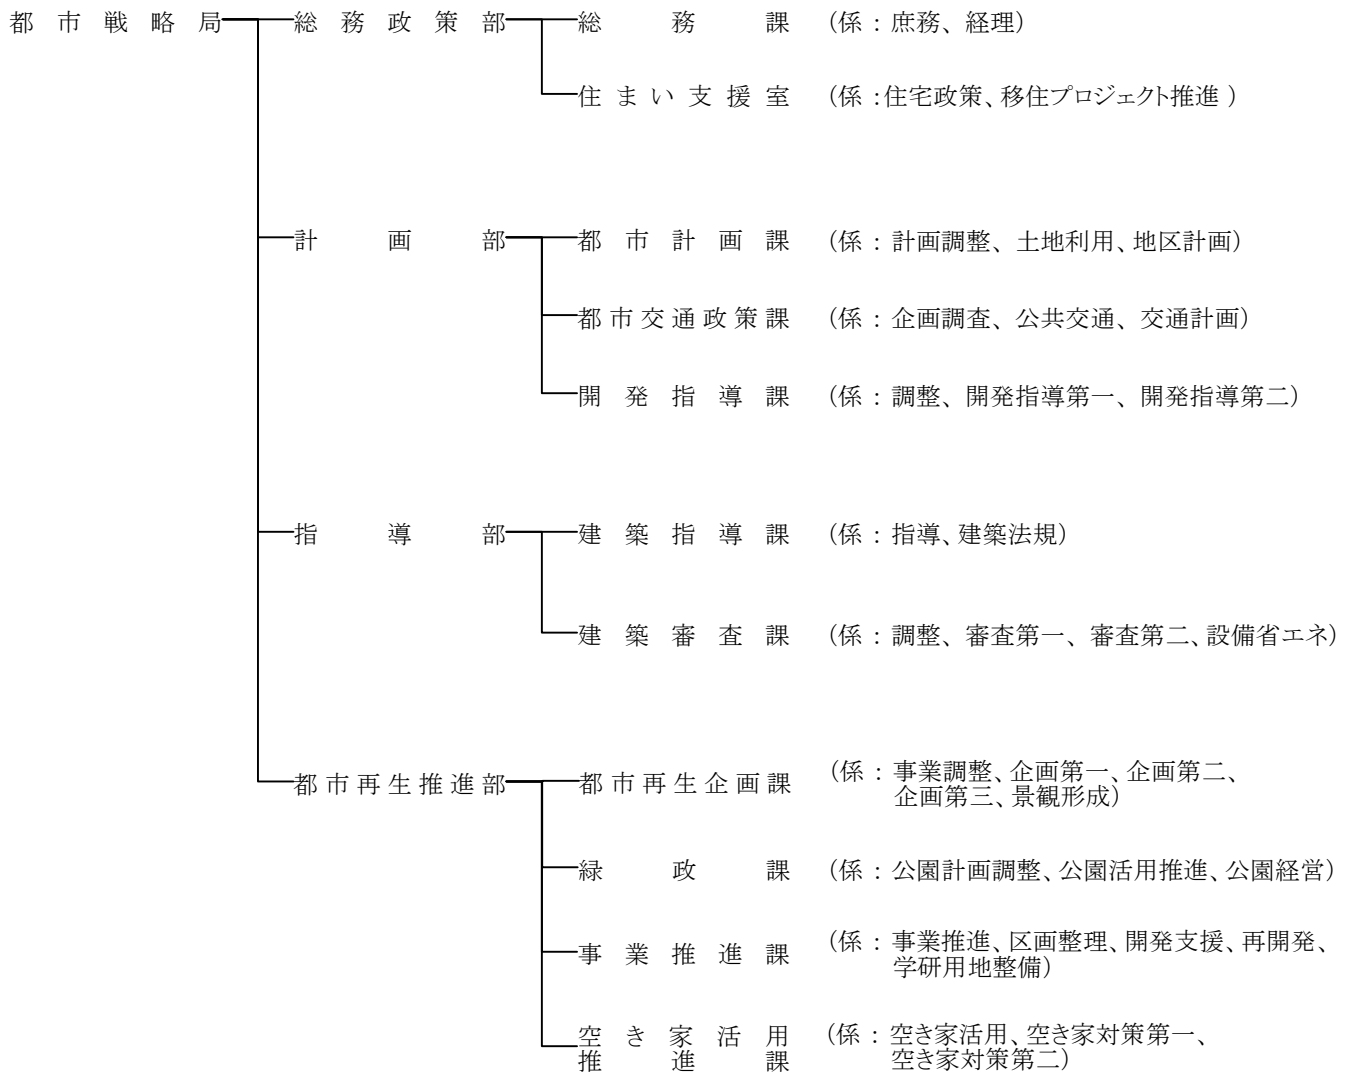 都市戦略局 総務政策部 総務課 (係：庶務、経理)
住まい支援室 (係：住宅政策、移住プロジェクト推進)
計画部 都市計画課 (係：計画調整、土地利用、地区計画)
都市交通政策課 (係：企画調査、公共交通、交通計画)
開発指導課 (係：調整、開発指導第一、開発指導第二)
指導部 建築指導課 (係：指導、建築法規)
建築審査課 (係：調整、審査第一、審査第二、設備省エネ)
都市再生推進部 都市再生企画課 (係：事業調整、企画第一、企画第二、
企画第三、景観形成)
緑政課 (係：公園計画調整、公園活用推進、公園経営)
事業推進課 (係：事業推進、区画整理、開発支援、再開発、
学研用地整備)
空き家活用 (係：空き家活用、空き家対策第一、
推進課 空き家対策第二)